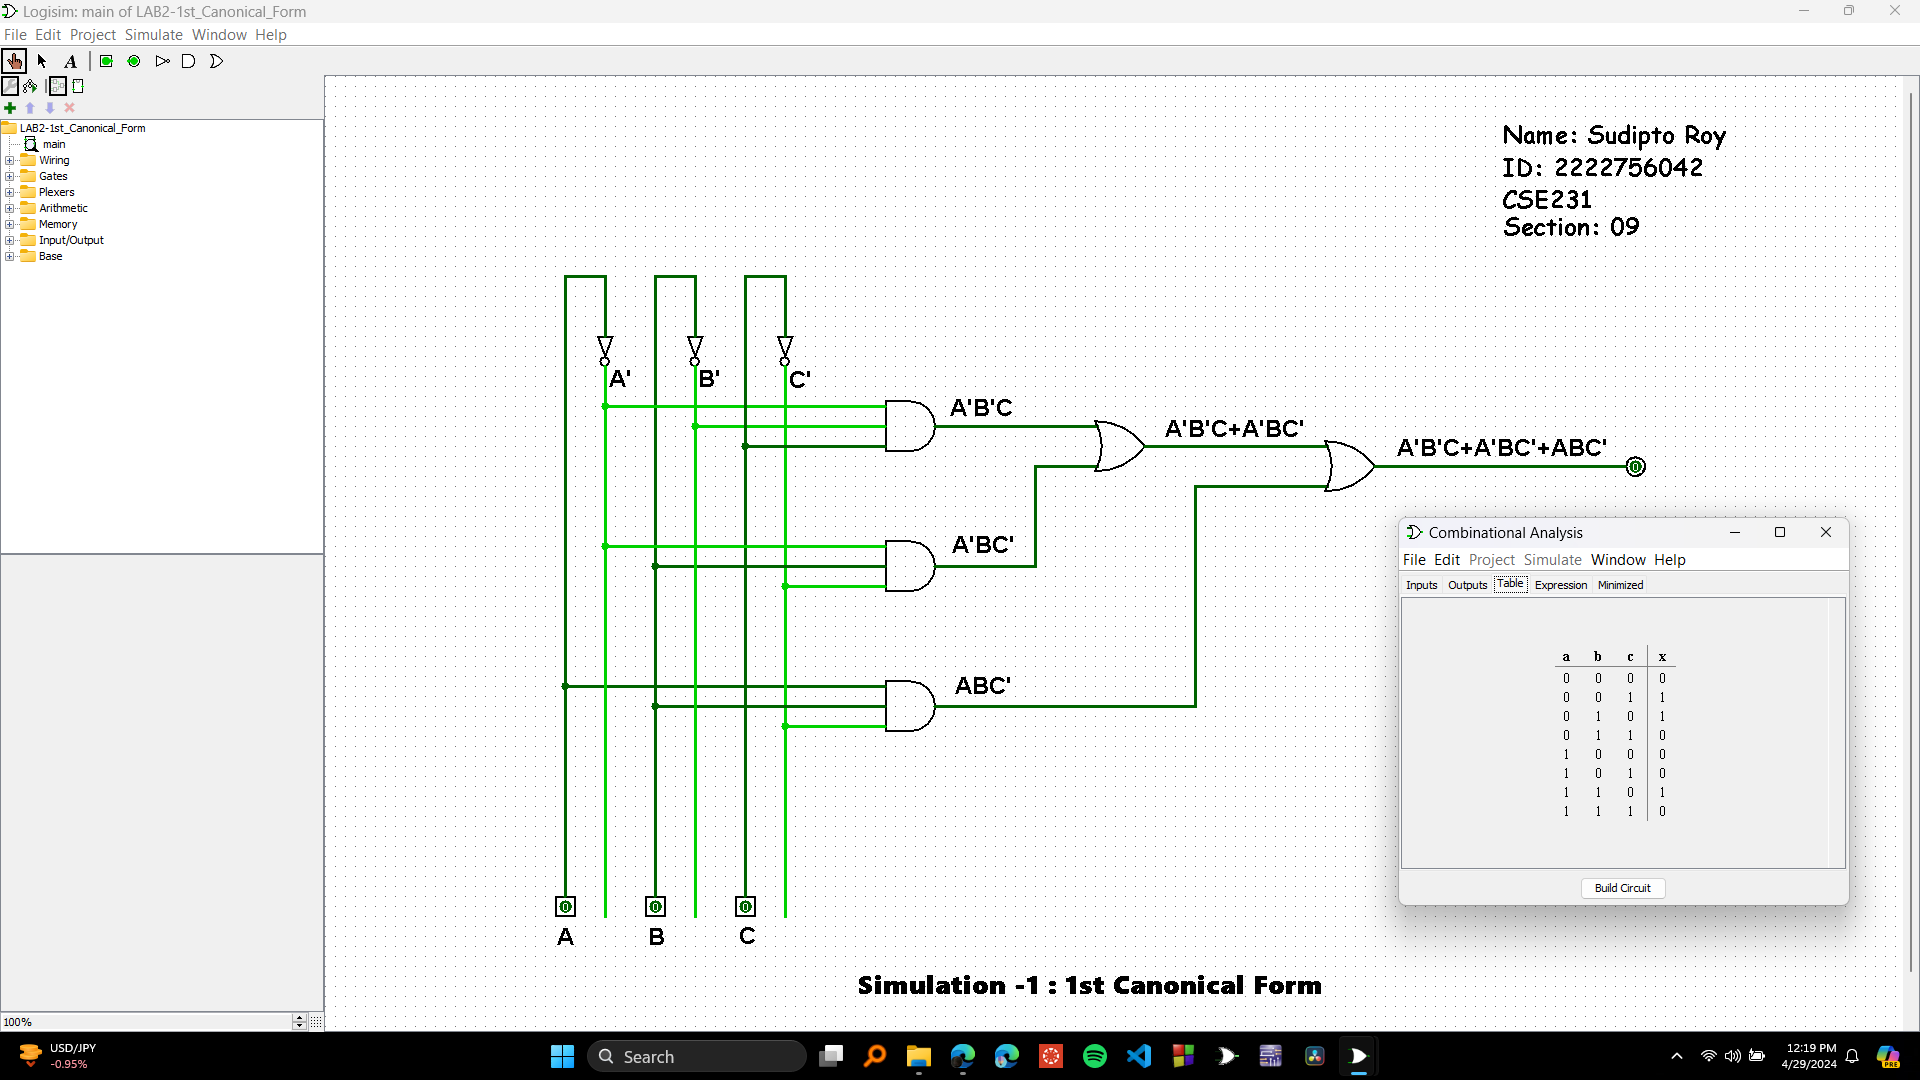 Logisim: main of LAB2-1st_Canonical_Form
File Edit Project Simulate Window Help
A
LAB2-1st_Canonical_Form
main
Wiring
Gates
Plexers
Arithmetic
Memory
Input/Output
Base
100%
Name: Sudipto Roy
ID: 2222756042
CSE231
Section: 09
A' B' C'
A'B'C
A'B'C+A'BC'
A'B'C+A'BC'+ABC'
0
A'BC'
ABC'
0 0 0
A B C
Simulation -1 : 1st Canonical Form
Combinational Analysis
File Edit Project Simulate Window Help
Inputs Outputs Table Expression Minimized
a b c x
0 0 0 0
0 0 1 1
0 1 0 1
0 1 1 0
1 0 0 0
1 0 1 0
1 1 0 1
1 1 1 0
Build Circuit
USD/JPY
-0.95%
Search
12:19 PM
4/29/2024
PRE